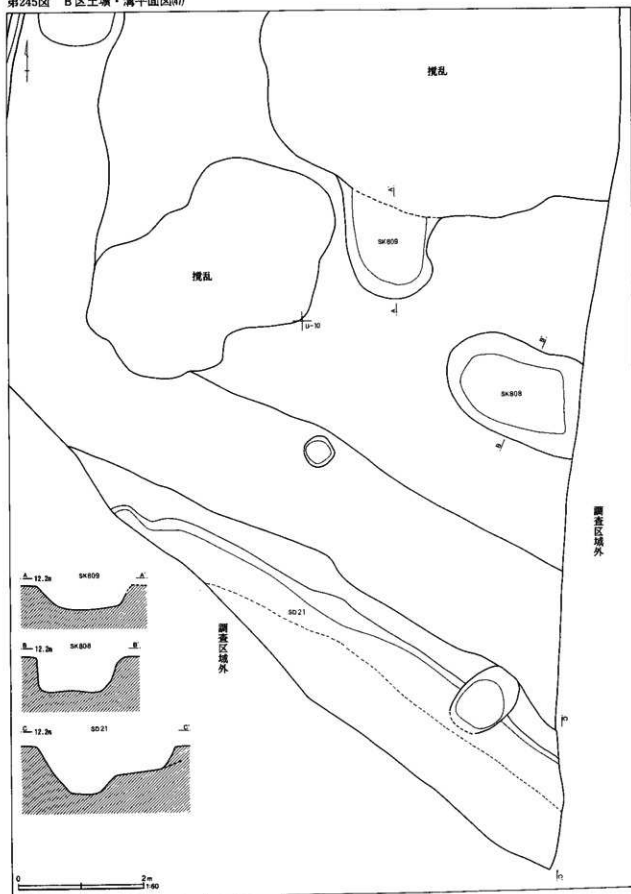 第245図 B区土壙・溝平面図(47)
攪乱
A'
SK809
攪乱
A
U-10
B'
SK808
B
調査区域外
SD21
調査区域外
A 12.2m SK809 A'
B 12.2m SK808 B'
C 12.2m SD21 C'
C'
C
0 2m
1:60